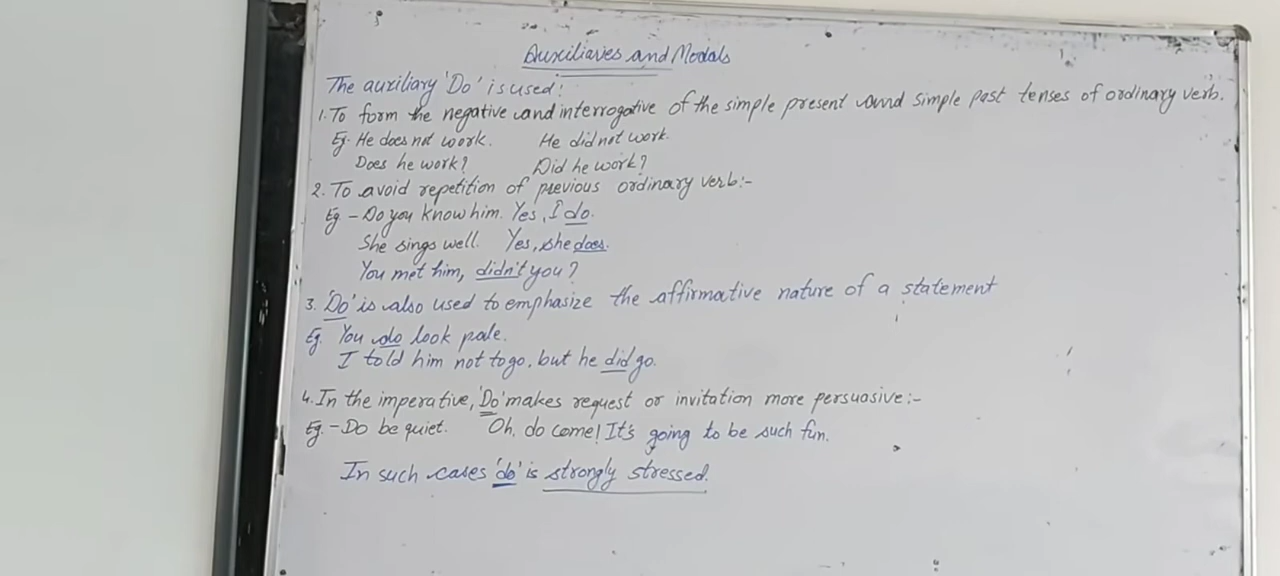 Auxiliaries and Modals
The auxiliary 'Do' is used:
1. To form the negative and interrogative of the simple present and simple past tenses of ordinary verb.
Eg. He does not work. He did not work.
Does he work? Did he work?
2. To avoid repetition of previous ordinary verb:-
Eg - Do you know him. Yes, I do.
She sings well. Yes, she does.
You met him, didn't you?
3. 'Do' is also used to emphasize the affirmative nature of a statement
Eg. You do look pale.
I told him not to go, but he did go.
4. In the imperative, 'Do' makes request or invitation more persuasive:-
Eg. - Do be quiet. Oh, do come! It's going to be such fun.
In such cases 'do' is strongly stressed.